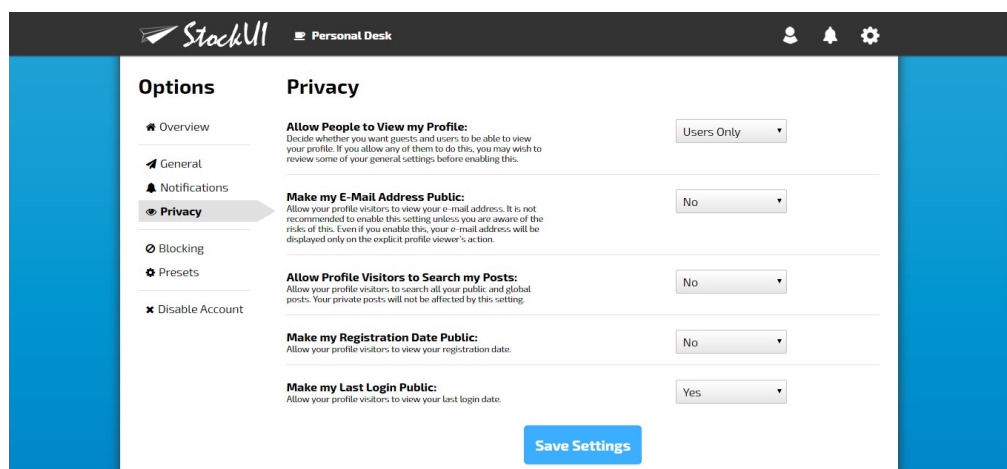 StockUI Personal Desk
Options
Overview
General
Notifications
Privacy
Blocking
Presets
Disable Account
Privacy
Allow People to View my Profile:
Decide whether you want guests and users to be able to view
your profile. If you allow any of them to do this, you may wish to
review some of your general settings before enabling this.
Users Only
Make my E-Mail Address Public:
Allow your profile visitors to view your e-mail address. It is not
recommended to enable this setting unless you are aware of the
risks of this. Even if you enable this, your e-mail address will be
displayed only on the explicit profile viewer's action.
No
Allow Profile Visitors to Search my Posts:
Allow your profile visitors to search all your public and global
posts. Your private posts will not be affected by this setting.
No
Make my Registration Date Public:
Allow your profile visitors to view your registration date.
No
Make my Last Login Public:
Allow your profile visitors to view your last login date.
Yes
Save Settings